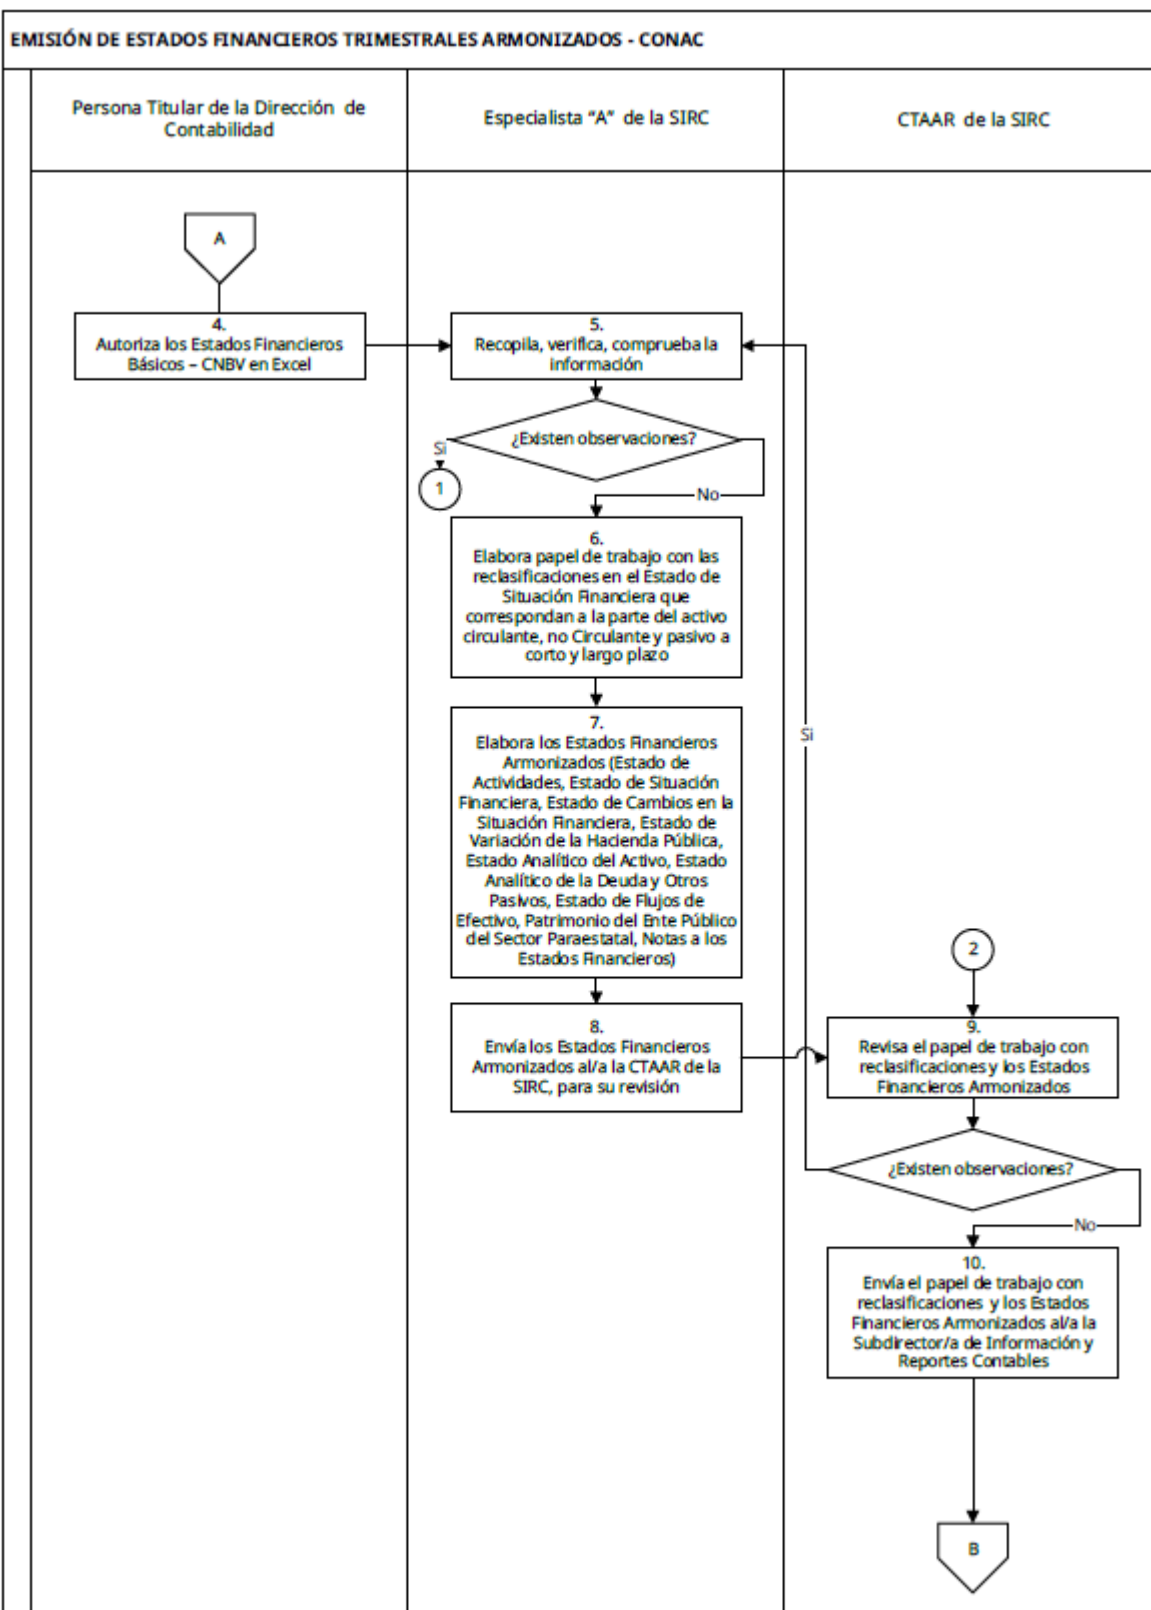 EMISIÓN DE ESTADOS FINANCIEROS TRIMESTRALES ARMONIZADOS - CONAC
Persona Titular de la Dirección de
Contabilidad
Especialista “A” de la SIRC
CTAAR de la SIRC
A
4.
Autoriza los Estados Financieros
Básicos – CNBV en Excel
5.
Recopila, verifica, comprueba la
información
¿Existen observaciones?
Si
1
No
6.
Elabora papel de trabajo con las
reclasificaciones en el Estado de
Situación Financiera que
correspondan a la parte del activo
circulante, no Circulante y pasivo a
corto y largo plazo
7.
Elabora los Estados Financieros
Armonizados (Estado de
Actividades, Estado de Situación
Financiera, Estado de Cambios en la
Situación Financiera, Estado de
Variación de la Hacienda Pública,
Estado Analítico del Activo, Estado
Analítico de la Deuda y Otros
Pasivos, Estado de Flujos de
Efectivo, Patrimonio del Ente Público
del Sector Paraestatal, Notas a los
Estados Financieros)
8.
Envía los Estados Financieros
Armonizados al/a la CTAAR de la
SIRC, para su revisión
Si
2
9.
Revisa el papel de trabajo con
reclasificaciones y los Estados
Financieros Armonizados
¿Existen observaciones?
No
10.
Envía el papel de trabajo con
reclasificaciones y los Estados
Financieros Armonizados al/a la
Subdirector/a de Información y
Reportes Contables
B